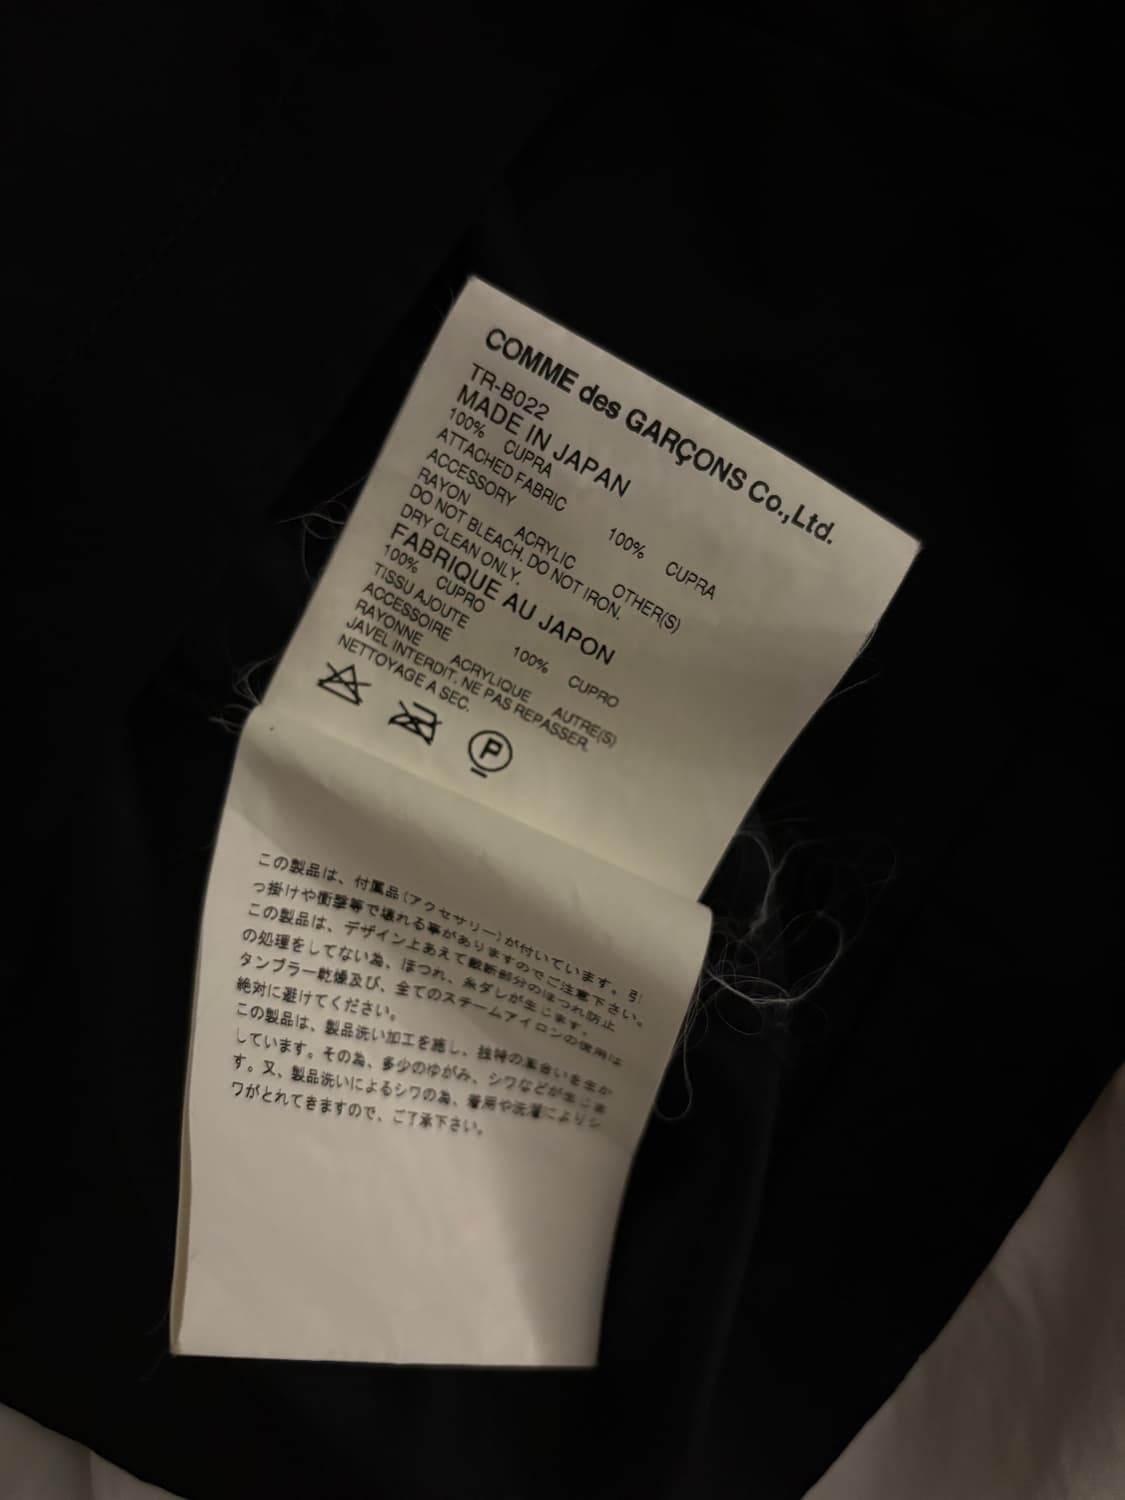 COMME des GARÇONS Co.,Ltd.
TR-B022
MADE IN JAPAN
100% CUPRA
ATTACHED FABRIC 100% CUPRA
ACCESSORY
RAYON ACRYLIC OTHER(S)
DO NOT BLEACH. DO NOT IRON.
DRY CLEAN ONLY.
FABRIQUE AU JAPON
100% CUPRO
TISSU AJOUTE 100% CUPRO
ACCESSOIRE
RAYONNE ACRYLIQUE AUTRE(S)
JAVEL INTERDIT. NE PAS REPASSER.
NETTOYAGE A SEC.
P
この製品は、付属品(アクセサリー)が付いています。引
っ掛けや衝撃等で壊れる事がありますのでご注意下さい。
この製品は、デザイン上あえて裁断部分のほつれ防止
の処理をしてない為、ほつれ、糸ダレが生じます。
タンブラー乾燥及び、全てのスチームアイロンの使用は
絶対に避けてください。
この製品は、製品洗い加工を施し、独特の風合いを生か
しています。その為、多少のゆがみ、シワなどが生じま
す。又、製品洗いによるシワの為、着用や洗濯によりシ
ワがとれてきますので、ご了承下さい。